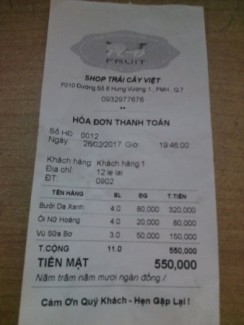 FRUIT
SHOP TRÁI CÂY VIỆT
P210 Đường Số 6 Hưng Vương 1, PMH, Q.7
0932977676
**
HÓA ĐƠN THANH TOÁN
Số HĐ: 0012
Ngày: 26/02/2017 Giờ: 19:46:00
Khách hàng: Khách hàng 1
Địa chỉ: 12 le lai
ĐT: 0902
TÊN HÀNG SL ĐG T.TIỀN
Bưởi Da Xanh 4.0 80,000 320,000
Ổi Nữ Hoàng 4.0 20,000 80,000
Vú Sữa Bơ 3.0 50,000 150,000
T.CỘNG 11.0 550,000
TIỀN MẶT 550,000
Năm trăm năm mươi ngàn đồng./
Cám Ơn Quý Khách - Hẹn Gặp Lại !